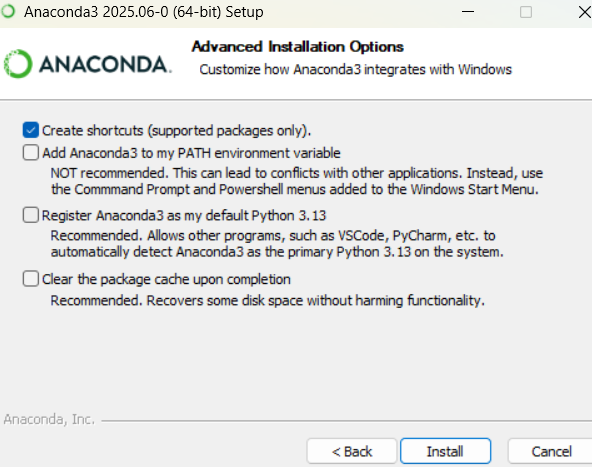 Anaconda3 2025.06-0 (64-bit) Setup
ANACONDA.
Advanced Installation Options
Customize how Anaconda3 integrates with Windows
Create shortcuts (supported packages only).
Add Anaconda3 to my PATH environment variable
NOT recommended. This can lead to conflicts with other applications. Instead, use
the Commmand Prompt and Powershell menus added to the Windows Start Menu.
Register Anaconda3 as my default Python 3.13
Recommended. Allows other programs, such as VSCode, PyCharm, etc. to
automatically detect Anaconda3 as the primary Python 3.13 on the system.
Clear the package cache upon completion
Recommended. Recovers some disk space without harming functionality.
Anaconda, Inc.
< Back
Install
Cancel